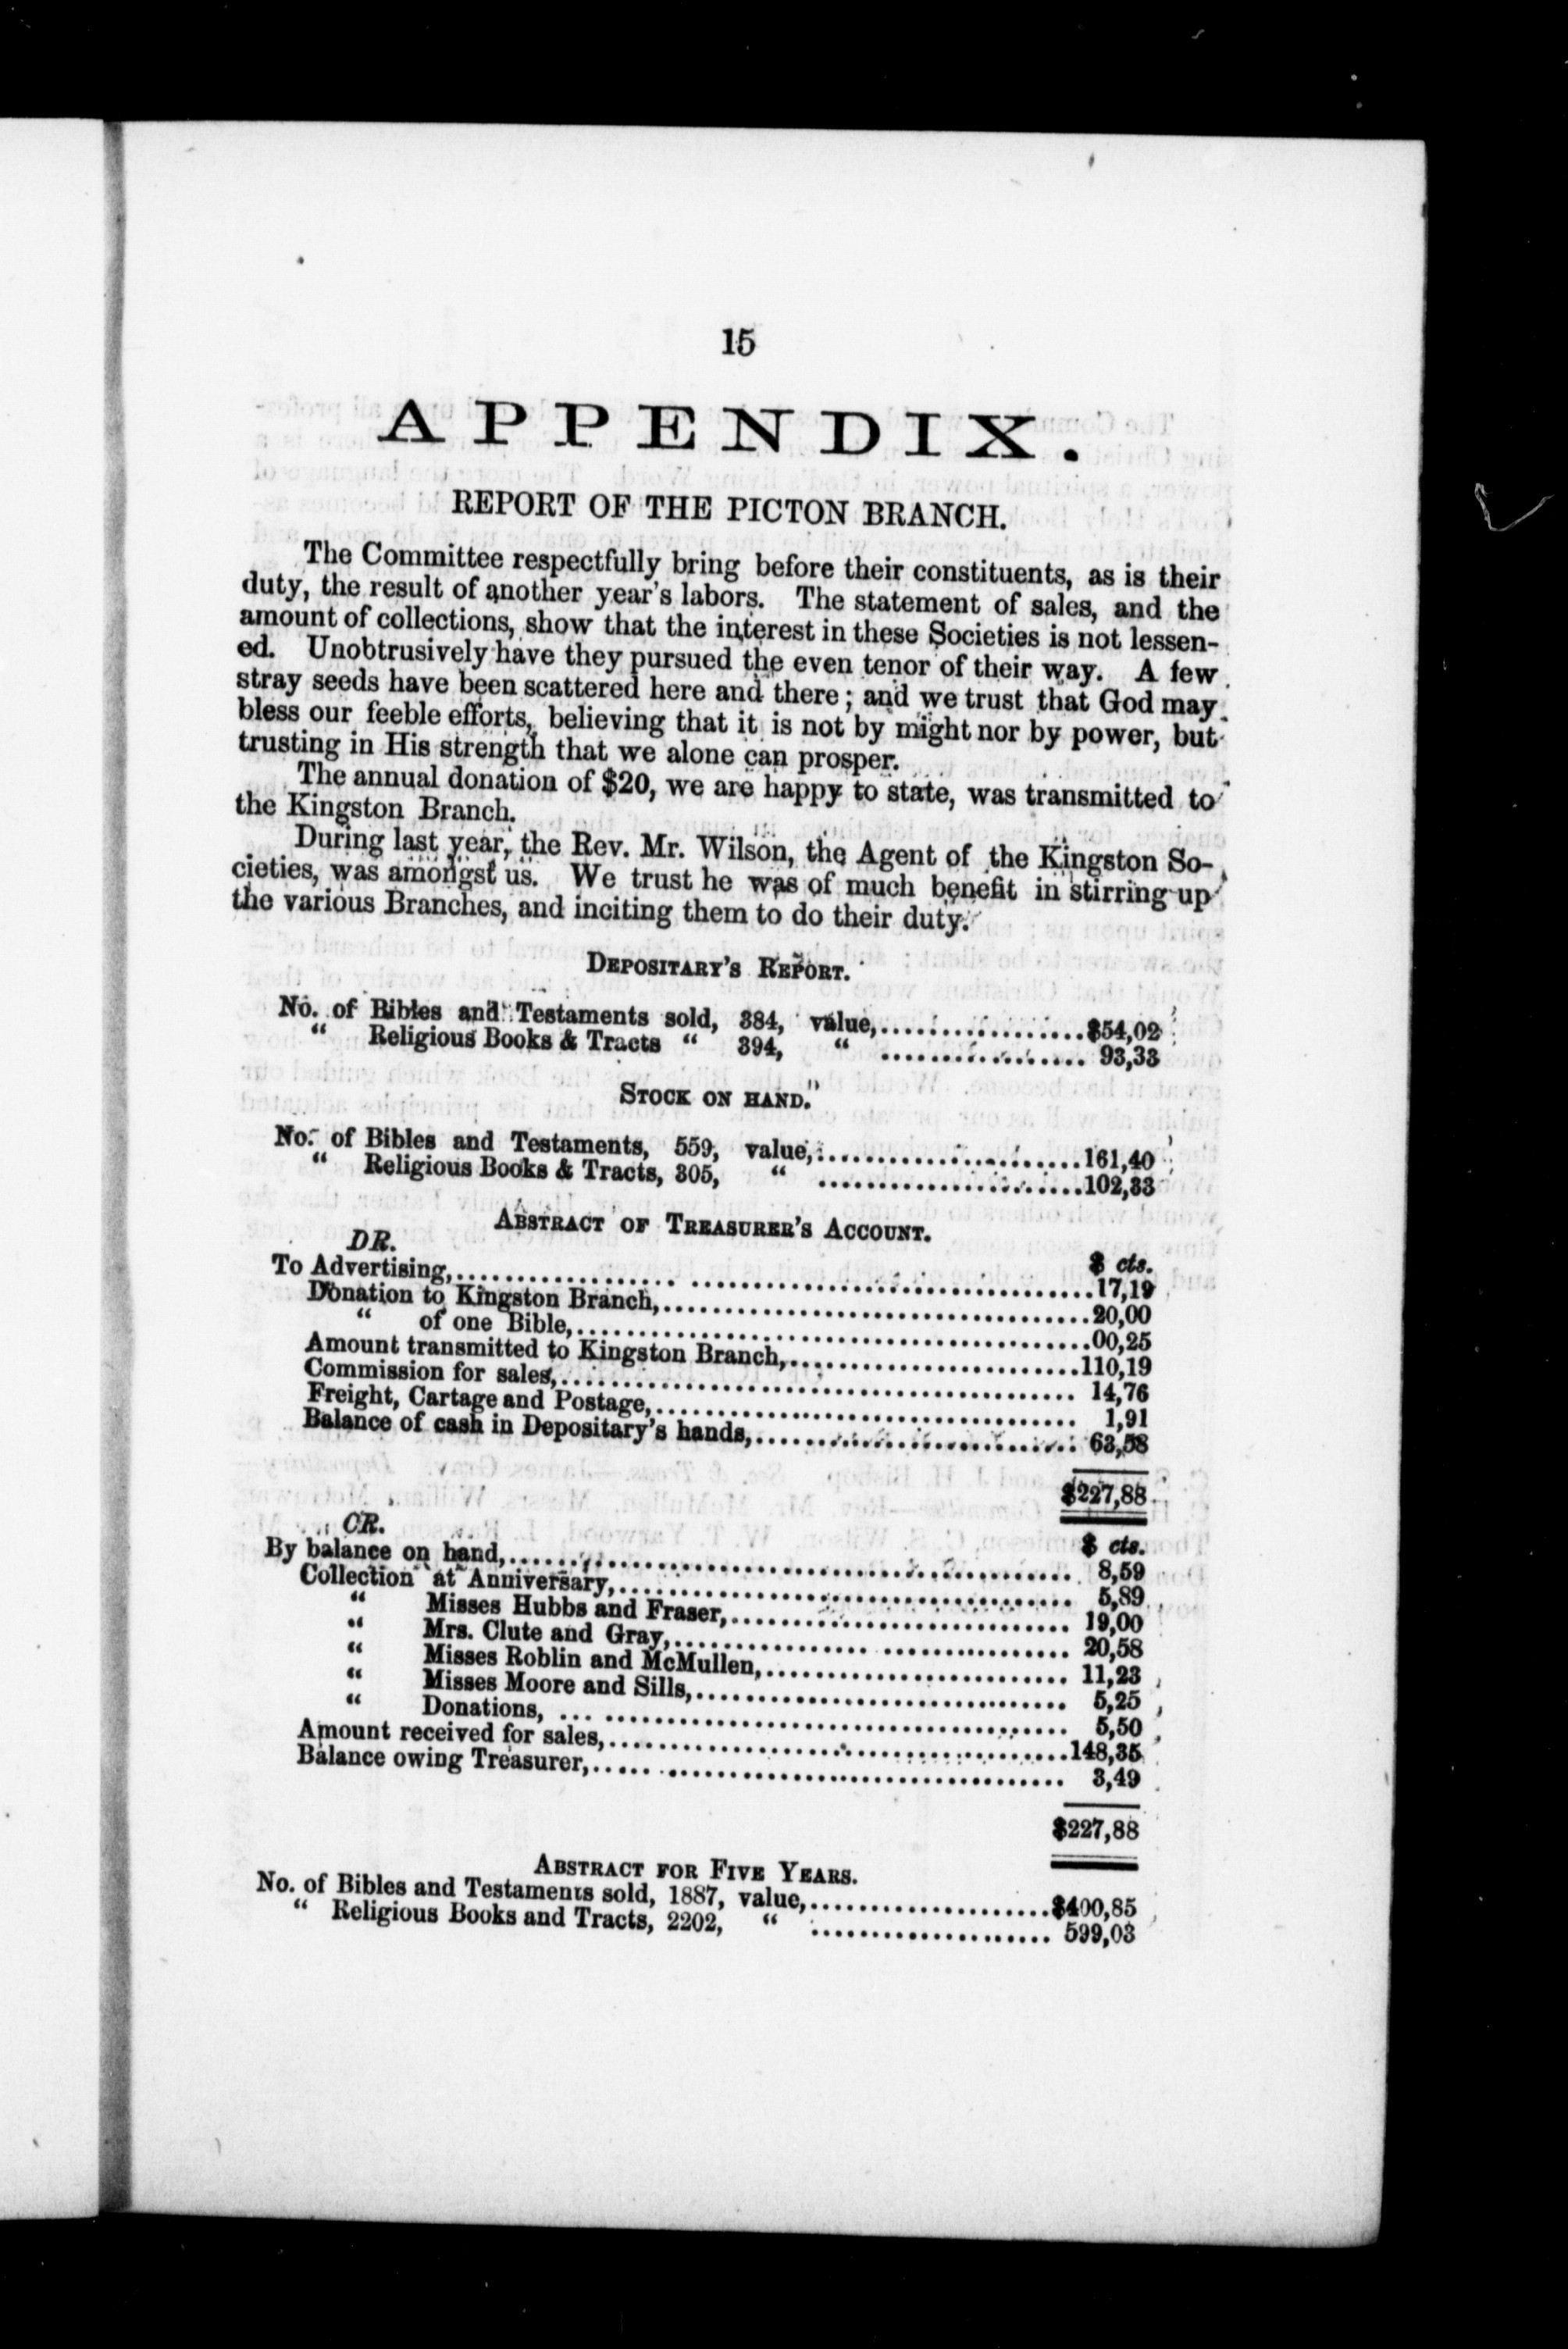 15
APPENDIX.
REPORT OF THE PICTON BRANCH.
The Committee respectfully bring before their constituents, as is their
duty, the result of another year's labors. The statement of sales, and the
amount of collections, show that the interest in these Societies is not lessen-
ed. Unobtrusively have they pursued the even tenor of their way. A few
stray seeds have been scattered here and there; and we trust that God may
bless our feeble efforts, believing that it is not by might nor by power, but
trusting in His strength that we alone can prosper.
The annual donation of $20, we are happy to state, was transmitted to
the Kingston Branch.
During last year, the Rev. Mr. Wilson, the Agent of the Kingston So-
cieties, was amongst us. We trust he was of much benefit in stirring up
the various Branches, and inciting them to do their duty.
DEPOSITARY'S REPORT.
No. of Bibles and Testaments sold, 384, value,..................$54,02
" Religious Books & Tracts " 394, " .................. 93,33
STOCK ON HAND.
No. of Bibles and Testaments, 559, value,.......................161,40
" Religious Books & Tracts, 305, " .......................102,33
ABSTRACT OF TREASURER'S ACCOUNT.
DR. $ cts.
To Advertising,.......................................................17,19
Donation to Kingston Branch,.....................................20,00
" of one Bible,.............................................00,25
Amount transmitted to Kingston Branch,.........................110,19
Commission for sales,............................................. 14,76
Freight, Cartage and Postage,..................................... 1,91
Balance of cash in Depositary's hands,............................ 63,58
$227,88
CR. $ cts.
By balance on hand,................................................ 8,59
Collection at Anniversary,........................................ 5,89
" Misses Hubbs and Fraser,.............................. 19,00
" Mrs. Clute and Gray,.................................. 20,58
" Misses Roblin and McMullen,........................... 11,23
" Misses Moore and Sills,................................ 5,25
" Donations, ............................................ 5,50
Amount received for sales,........................................148,35
Balance owing Treasurer,........................................ 3,49
$227,88
ABSTRACT FOR FIVE YEARS.
No. of Bibles and Testaments sold, 1887, value,.....................$400,85
" Religious Books and Tracts, 2202, " ..................... 599,03